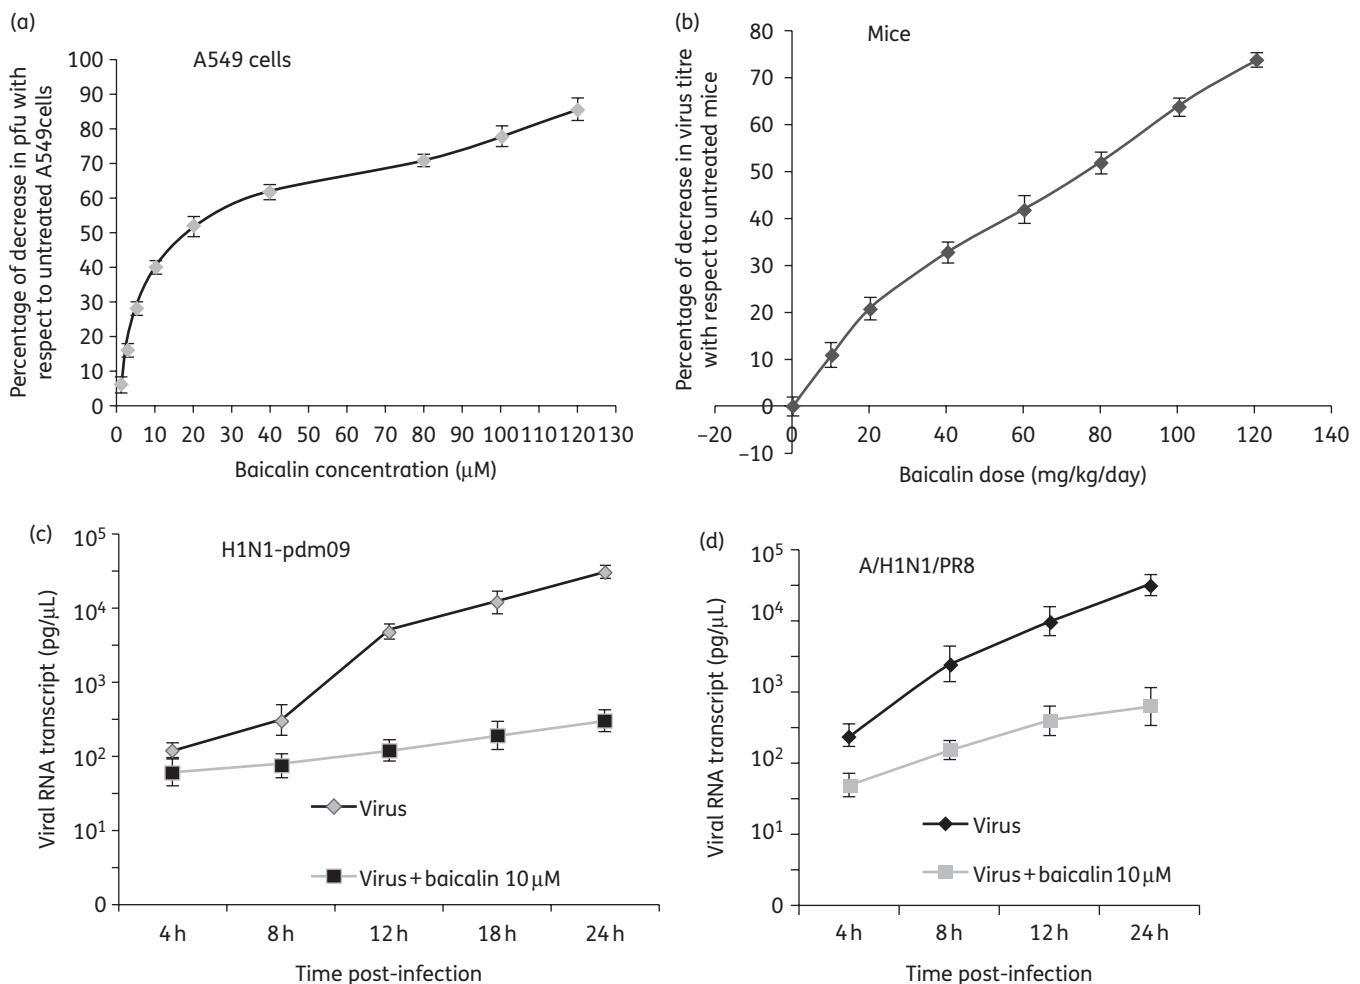 (a)
A549 cells
Percentage of decrease in pfu with
respect to untreated A549cells
100
90
80
70
60
50
40
30
20
10
0
0 10 20 30 40 50 60 70 80 90 100 110 120 130
Baicalin concentration (μM)
(b)
Mice
Percentage of decrease in virus titre
with respect to untreated mice
80
70
60
50
40
30
20
10
0
−10
−20 0 20 40 60 80 100 120 140
Baicalin dose (mg/kg/day)
(c)
H1N1-pdm09
Viral RNA transcript (pg/μL)
10⁵
10⁴
10³
10²
10¹
0
Virus
Virus + baicalin 10 μM
4 h 8 h 12 h 18 h 24 h
Time post-infection
(d)
A/H1N1/PR8
Viral RNA transcript (pg/μL)
10⁵
10⁴
10³
10²
10¹
0
Virus
Virus + baicalin 10 μM
4 h 8 h 12 h 24 h
Time post-infection